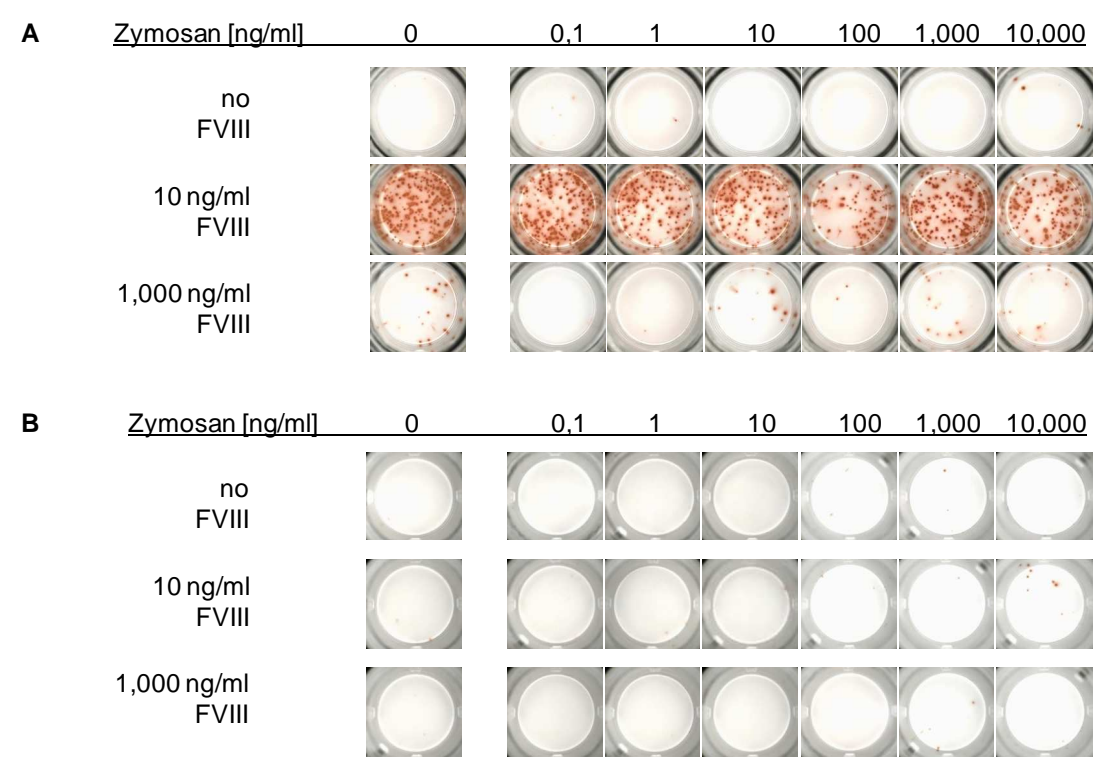 A Zymosan [ng/ml] 0 0,1 1 10 100 1,000 10,000
no
FVIII
10 ng/ml
FVIII
1,000 ng/ml
FVIII
B Zymosan [ng/ml] 0 0,1 1 10 100 1,000 10,000
no
FVIII
10 ng/ml
FVIII
1,000 ng/ml
FVIII